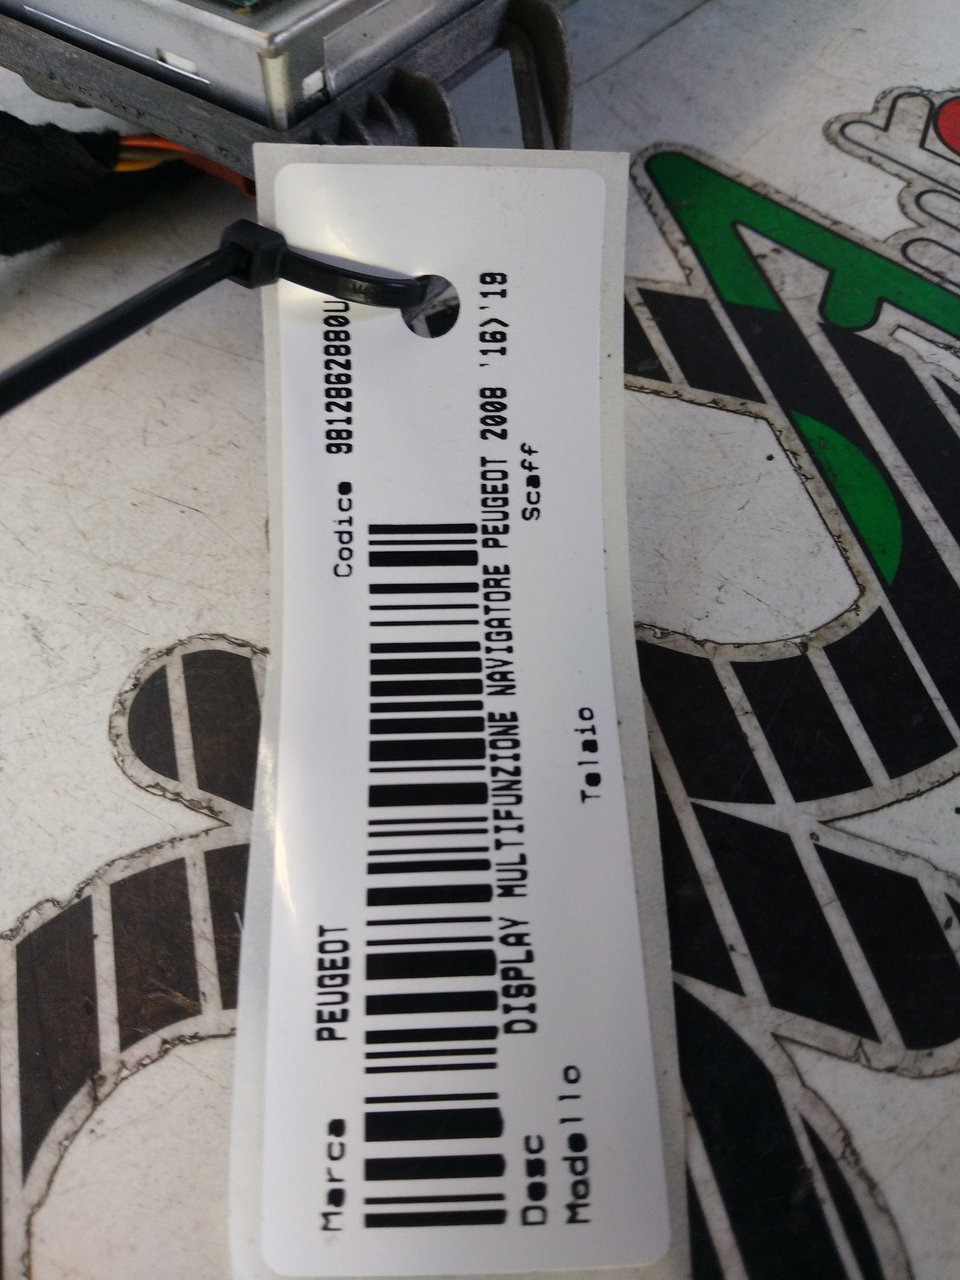 Marca PEUGEOT Codice 9812862880U
Desc DISPLAY MULTIFUNZIONE NAVIGATORE PEUGEOT 2008 '16>'19
Modello Telaio Scaff